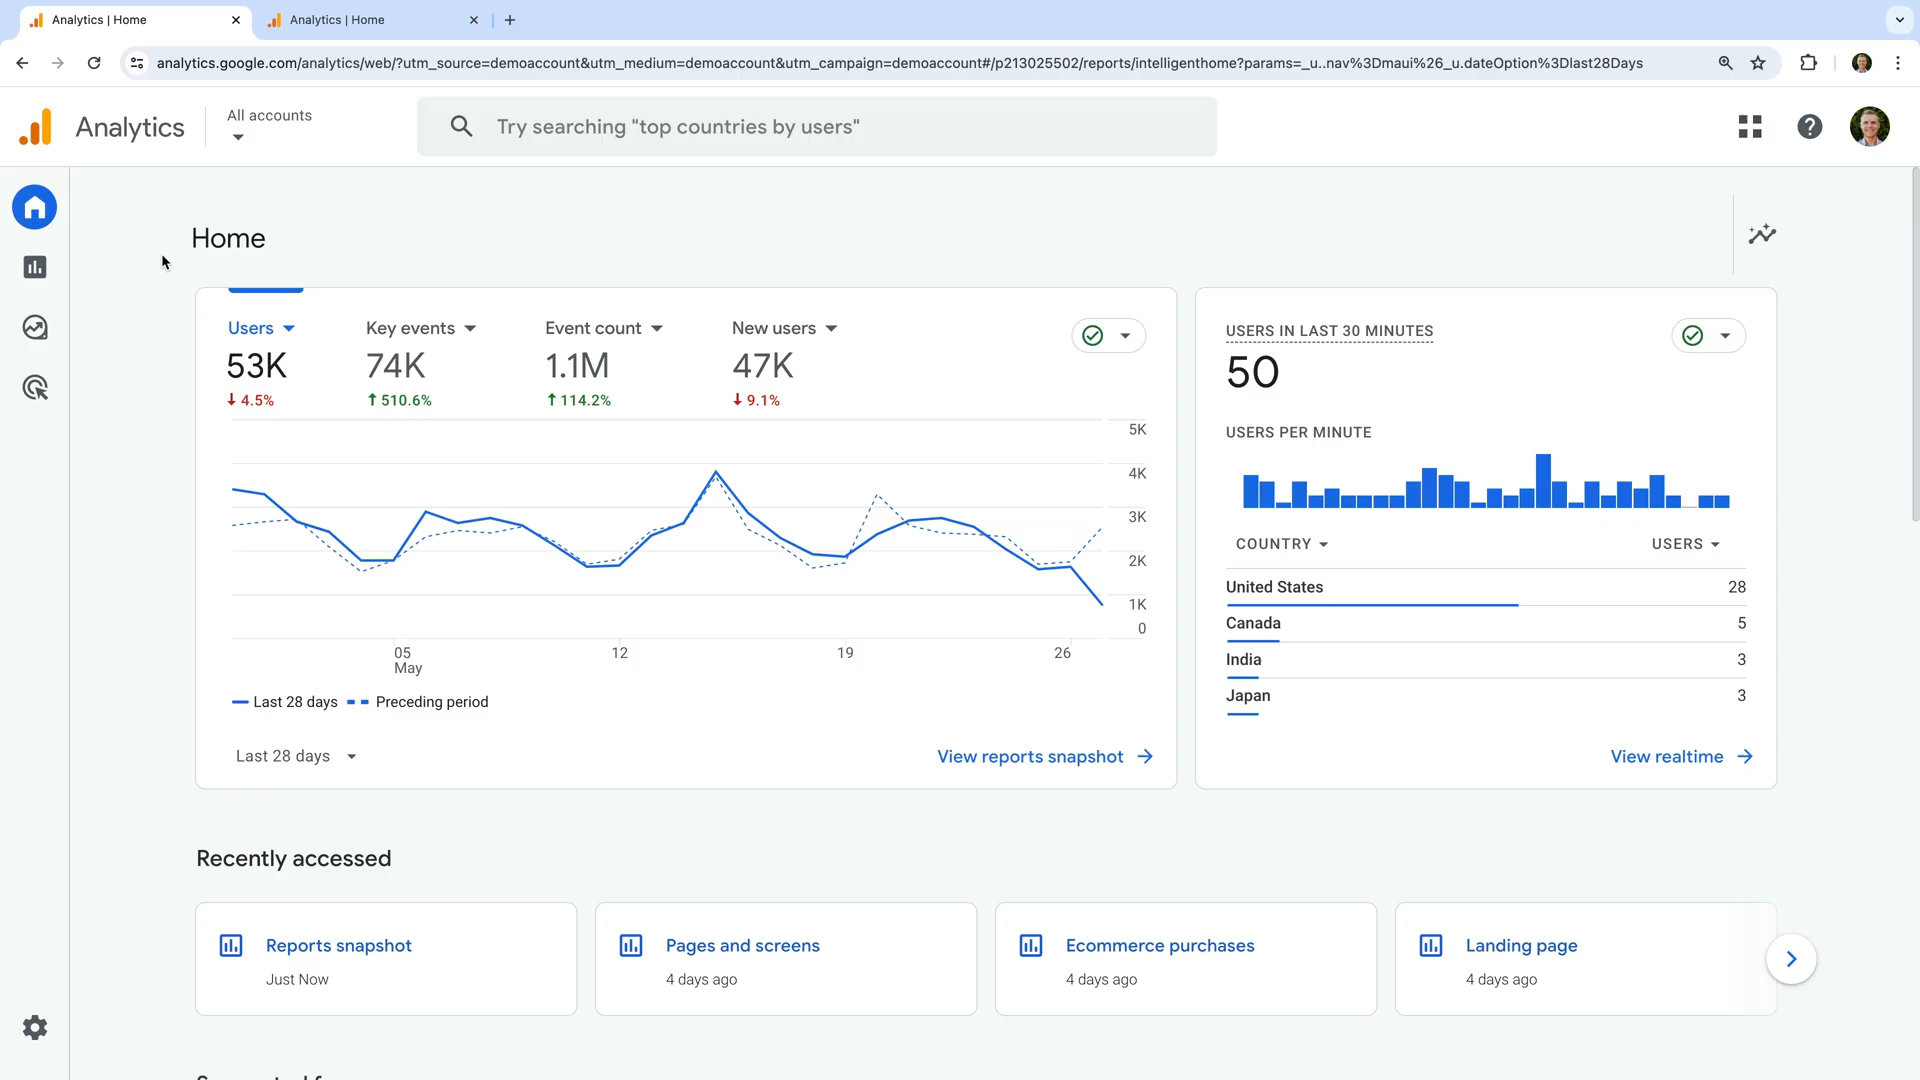 Analytics | Home
Analytics | Home
analytics.google.com/analytics/web/?utm_source=demoaccount&utm_medium=demoaccount&utm_campaign=demoaccount#/p213025502/reports/intelligenthome?params=_u..nav%3Dmaui%26_u.dateOption%3Dlast28Days
Analytics
All accounts
Try searching "top countries by users"
Home
Users
Key events
Event count
New users
53K
74K
1.1M
47K
4.5%
510.6%
114.2%
9.1%
5K
4K
3K
2K
1K
0
05
May
12
19
26
Last 28 days
Preceding period
Last 28 days
View reports snapshot
USERS IN LAST 30 MINUTES
50
USERS PER MINUTE
COUNTRY
USERS
United States
28
Canada
5
India
3
Japan
3
View realtime
Recently accessed
Reports snapshot
Just Now
Pages and screens
4 days ago
Ecommerce purchases
4 days ago
Landing page
4 days ago